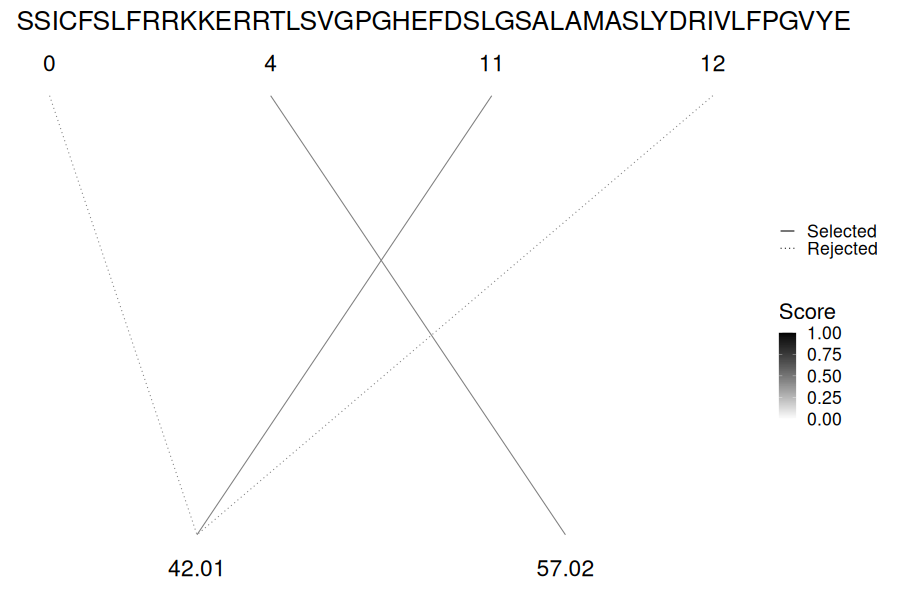 SSICFSLFRRKKERRTLSVGPGHEFDSLGSALAMASLYDRIVLFPGVYE
0 4 11 12
Selected
Rejected
Score
1.00
0.75
0.50
0.25
0.00
42.01 57.02